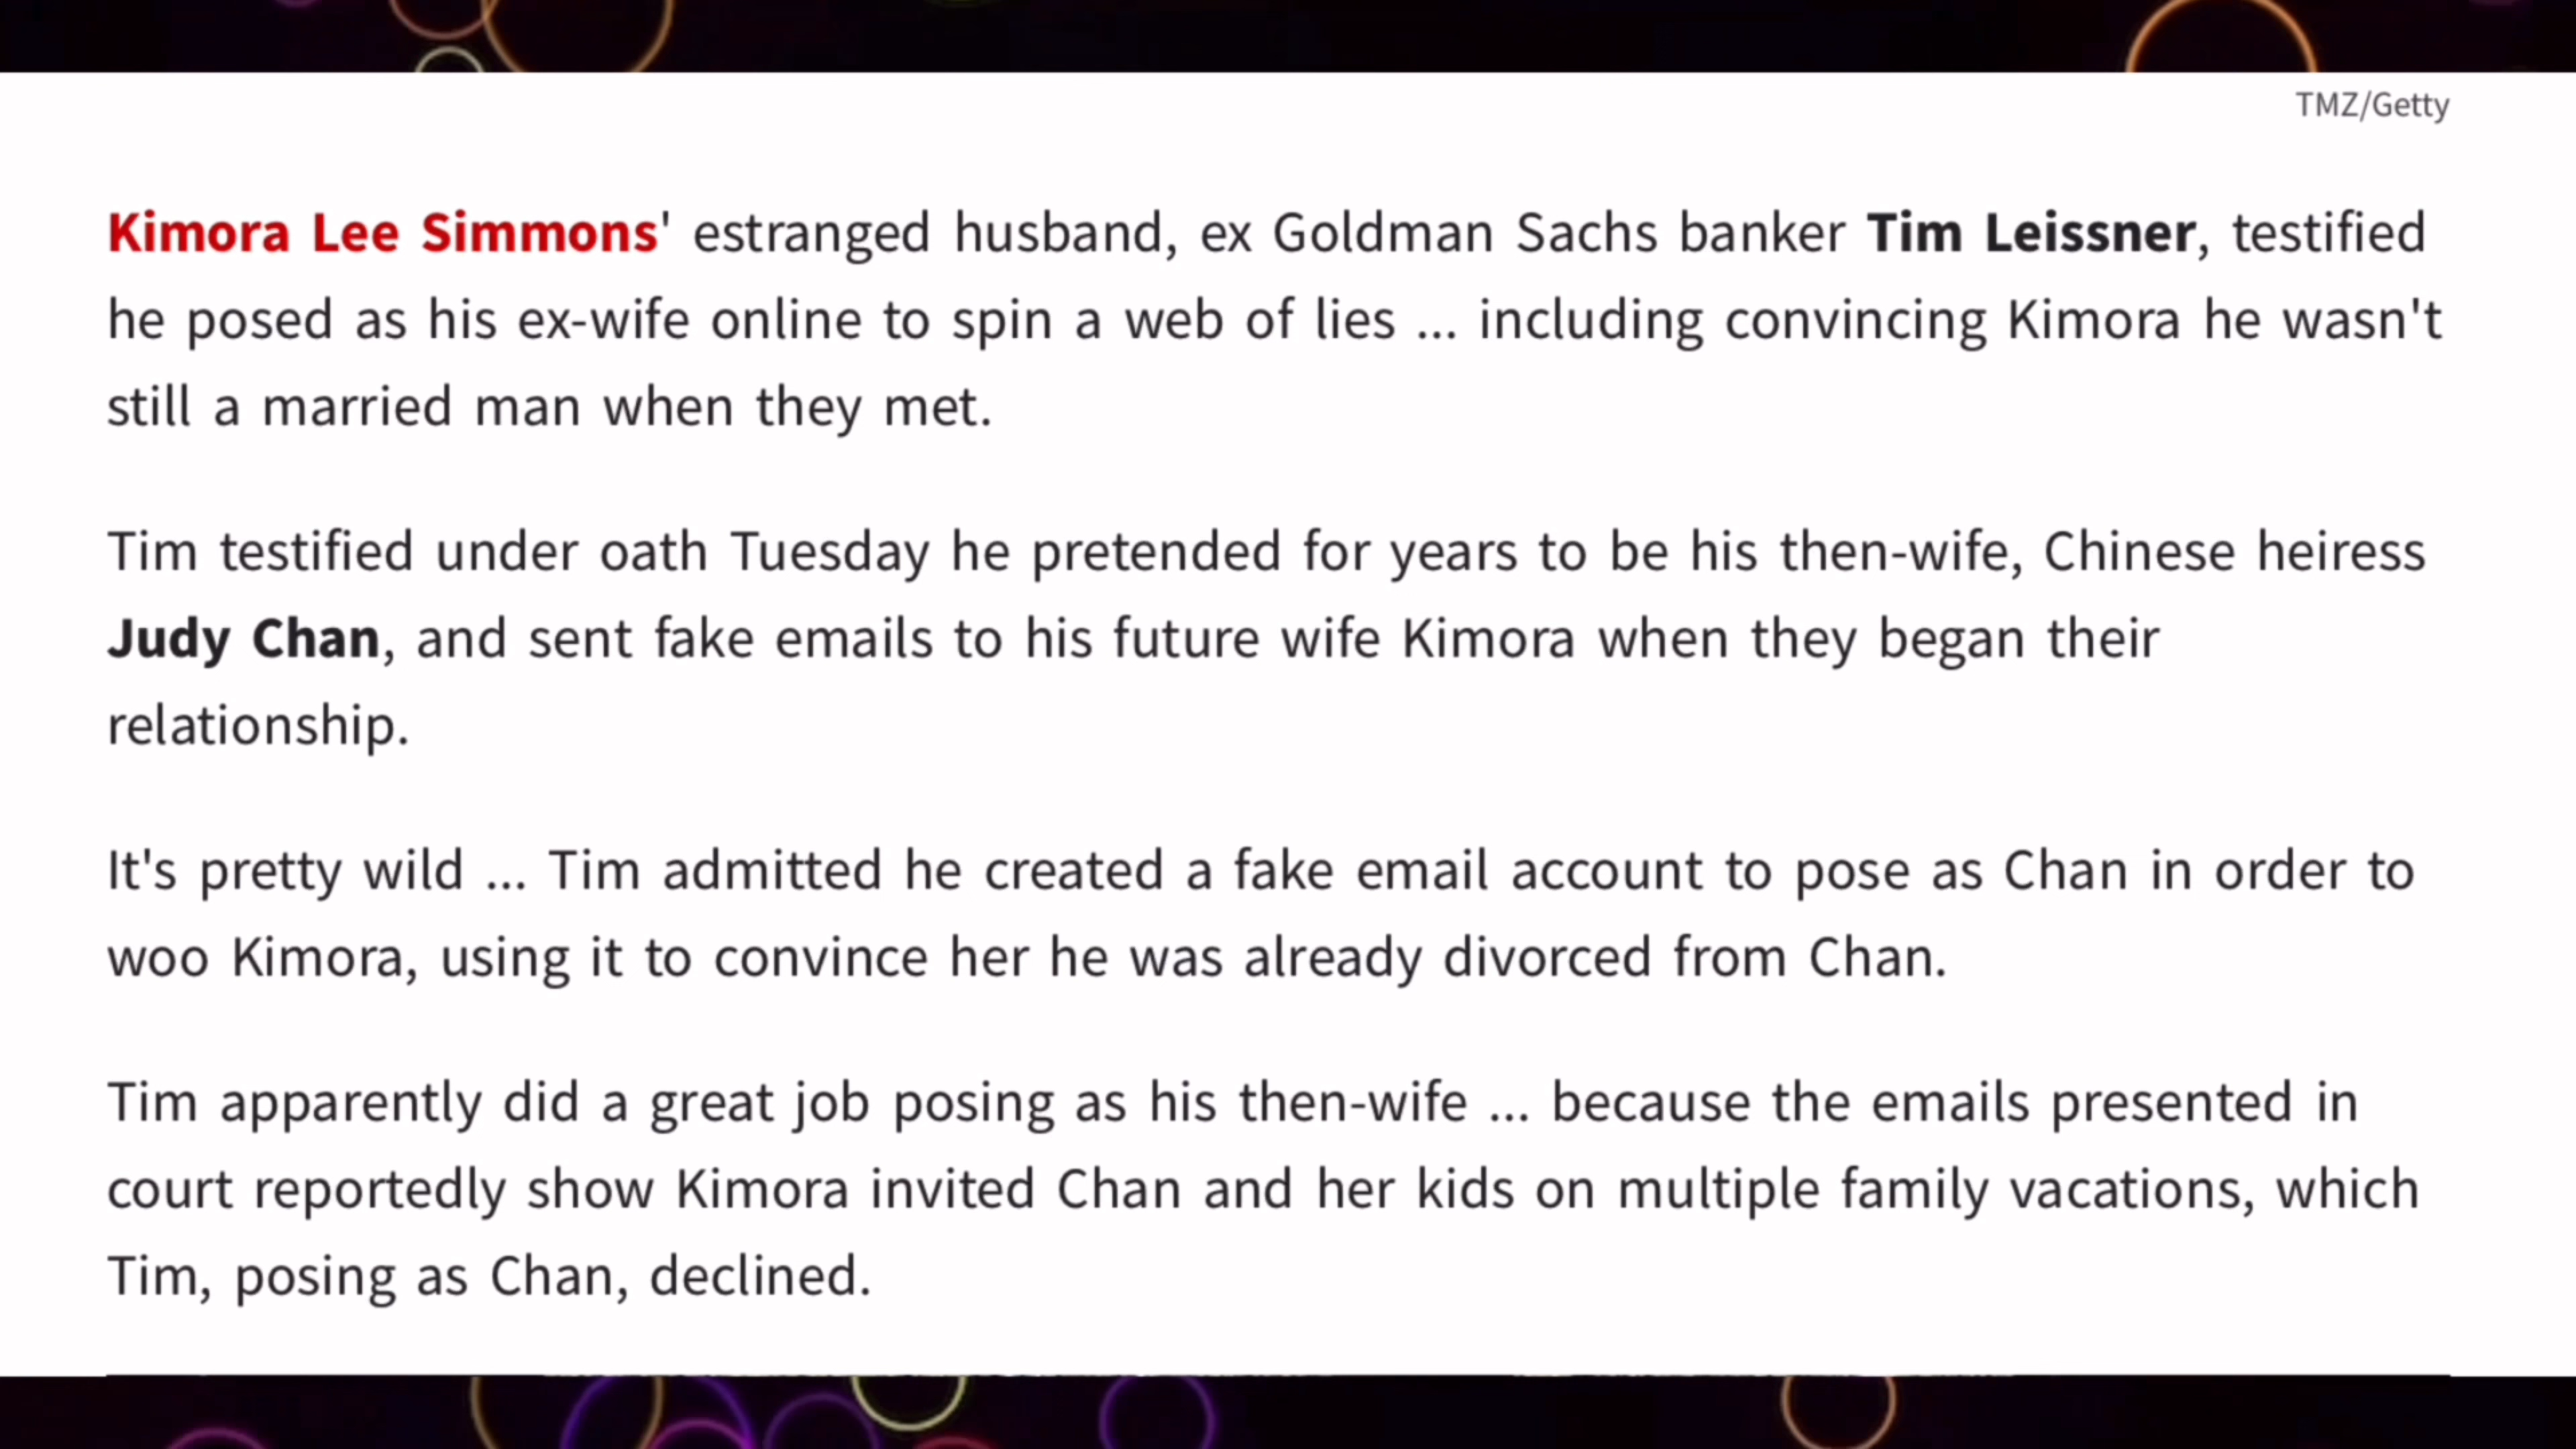 TMZ/Getty
Kimora Lee Simmons' estranged husband, ex Goldman Sachs banker Tim Leissner, testified
he posed as his ex-wife online to spin a web of lies ... including convincing Kimora he wasn't
still a married man when they met.
Tim testified under oath Tuesday he pretended for years to be his then-wife, Chinese heiress
Judy Chan, and sent fake emails to his future wife Kimora when they began their
relationship.
It's pretty wild ... Tim admitted he created a fake email account to pose as Chan in order to
woo Kimora, using it to convince her he was already divorced from Chan.
Tim apparently did a great job posing as his then-wife ... because the emails presented in
court reportedly show Kimora invited Chan and her kids on multiple family vacations, which
Tim, posing as Chan, declined.